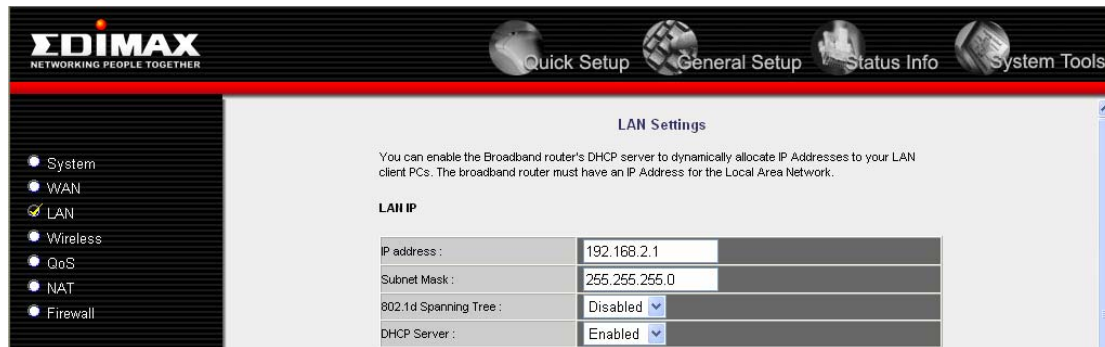 EDIMAX
NETWORKING PEOPLE TOGETHER
Quick Setup General Setup Status Info System Tools
System
WAN
LAN
Wireless
QoS
NAT
Firewall
LAN Settings
You can enable the Broadband router's DHCP server to dynamically allocate IP Addresses to your LAN
client PCs. The broadband router must have an IP Address for the Local Area Network.
LAN IP
IP address : 192.168.2.1
Subnet Mask : 255.255.255.0
802.1d Spanning Tree : Disabled
DHCP Server : Enabled